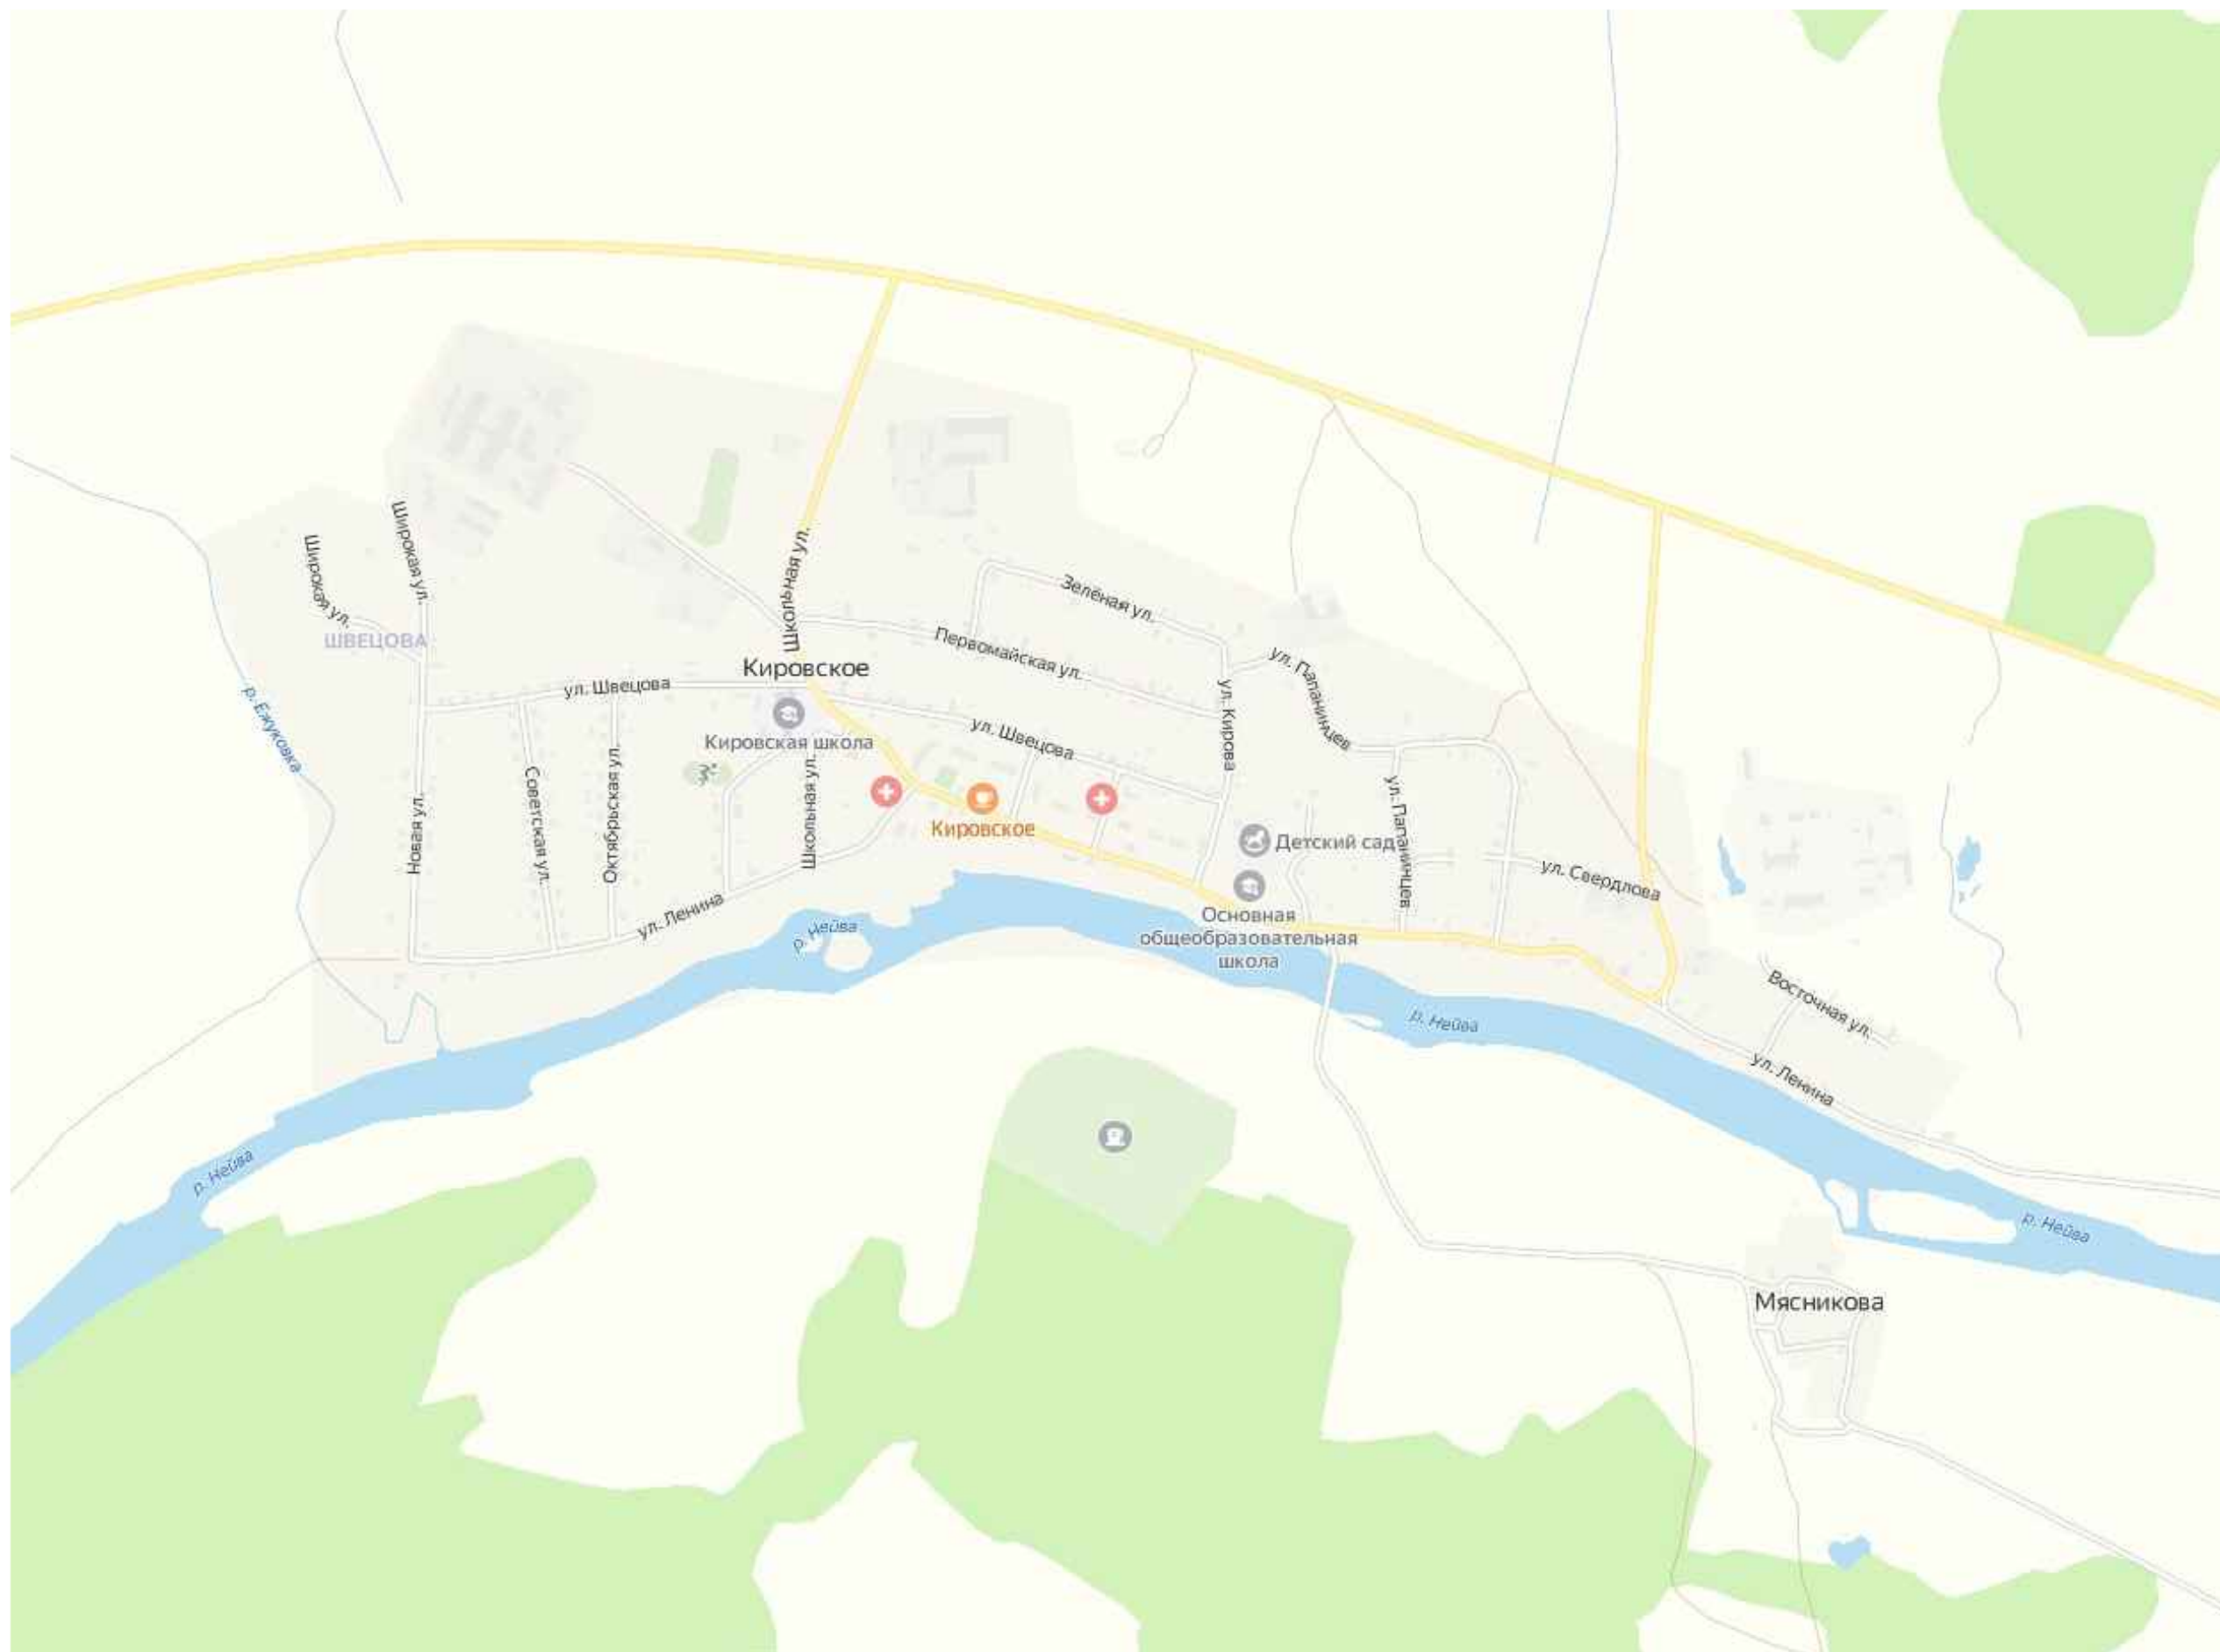 Школьная ул.
Широкая ул.
Широкая ул.
Зелёная ул.
ШВЕЦОВА
Первомайская ул.
ул. Папанинцев
Кировское
ул. Швецова
р. Ежуковка
ул. Кирова
Кировская школа
ул. Швецова
Новая ул.
Советская ул.
Октябрьская ул.
Школьная ул.
Кировское
ул. Папанинцев
Детский сад
ул. Свердлова
ул. Ленина
р. Нейва
Основная
общеобразовательная
школа
р. Нейва
Восточная ул.
ул. Ленина
р. Нейва
р. Нейва
Мясникова